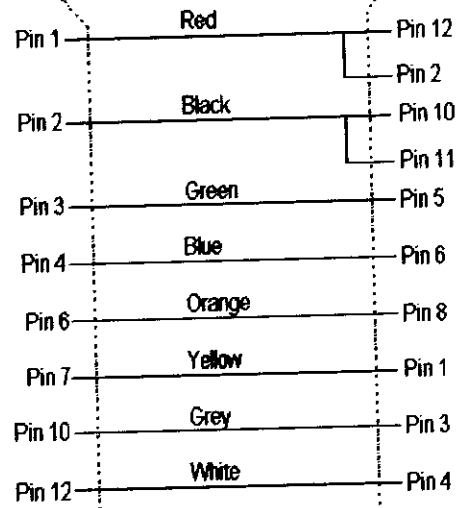 Pin 1 Red Pin 12
Pin 2
Pin 2 Black Pin 10
Pin 11
Pin 3 Green Pin 5
Pin 4 Blue Pin 6
Pin 6 Orange Pin 8
Pin 7 Yellow Pin 1
Pin 10 Grey Pin 3
Pin 12 White Pin 4